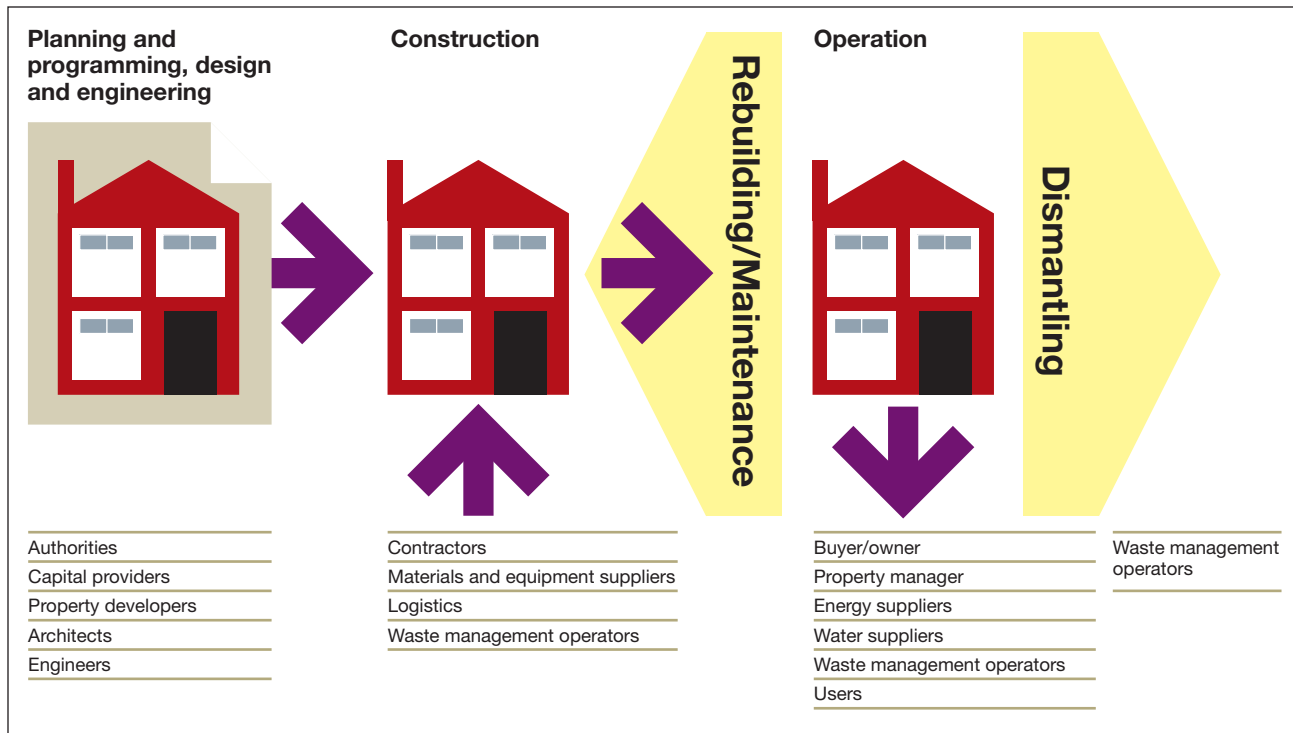 Planning and
programming, design
and engineering
Construction
Rebuilding/Maintenance
Operation
Dismantling
Authorities
Capital providers
Property developers
Architects
Engineers
Contractors
Materials and equipment suppliers
Logistics
Waste management operators
Buyer/owner
Property manager
Energy suppliers
Water suppliers
Waste management operators
Users
Waste management
operators